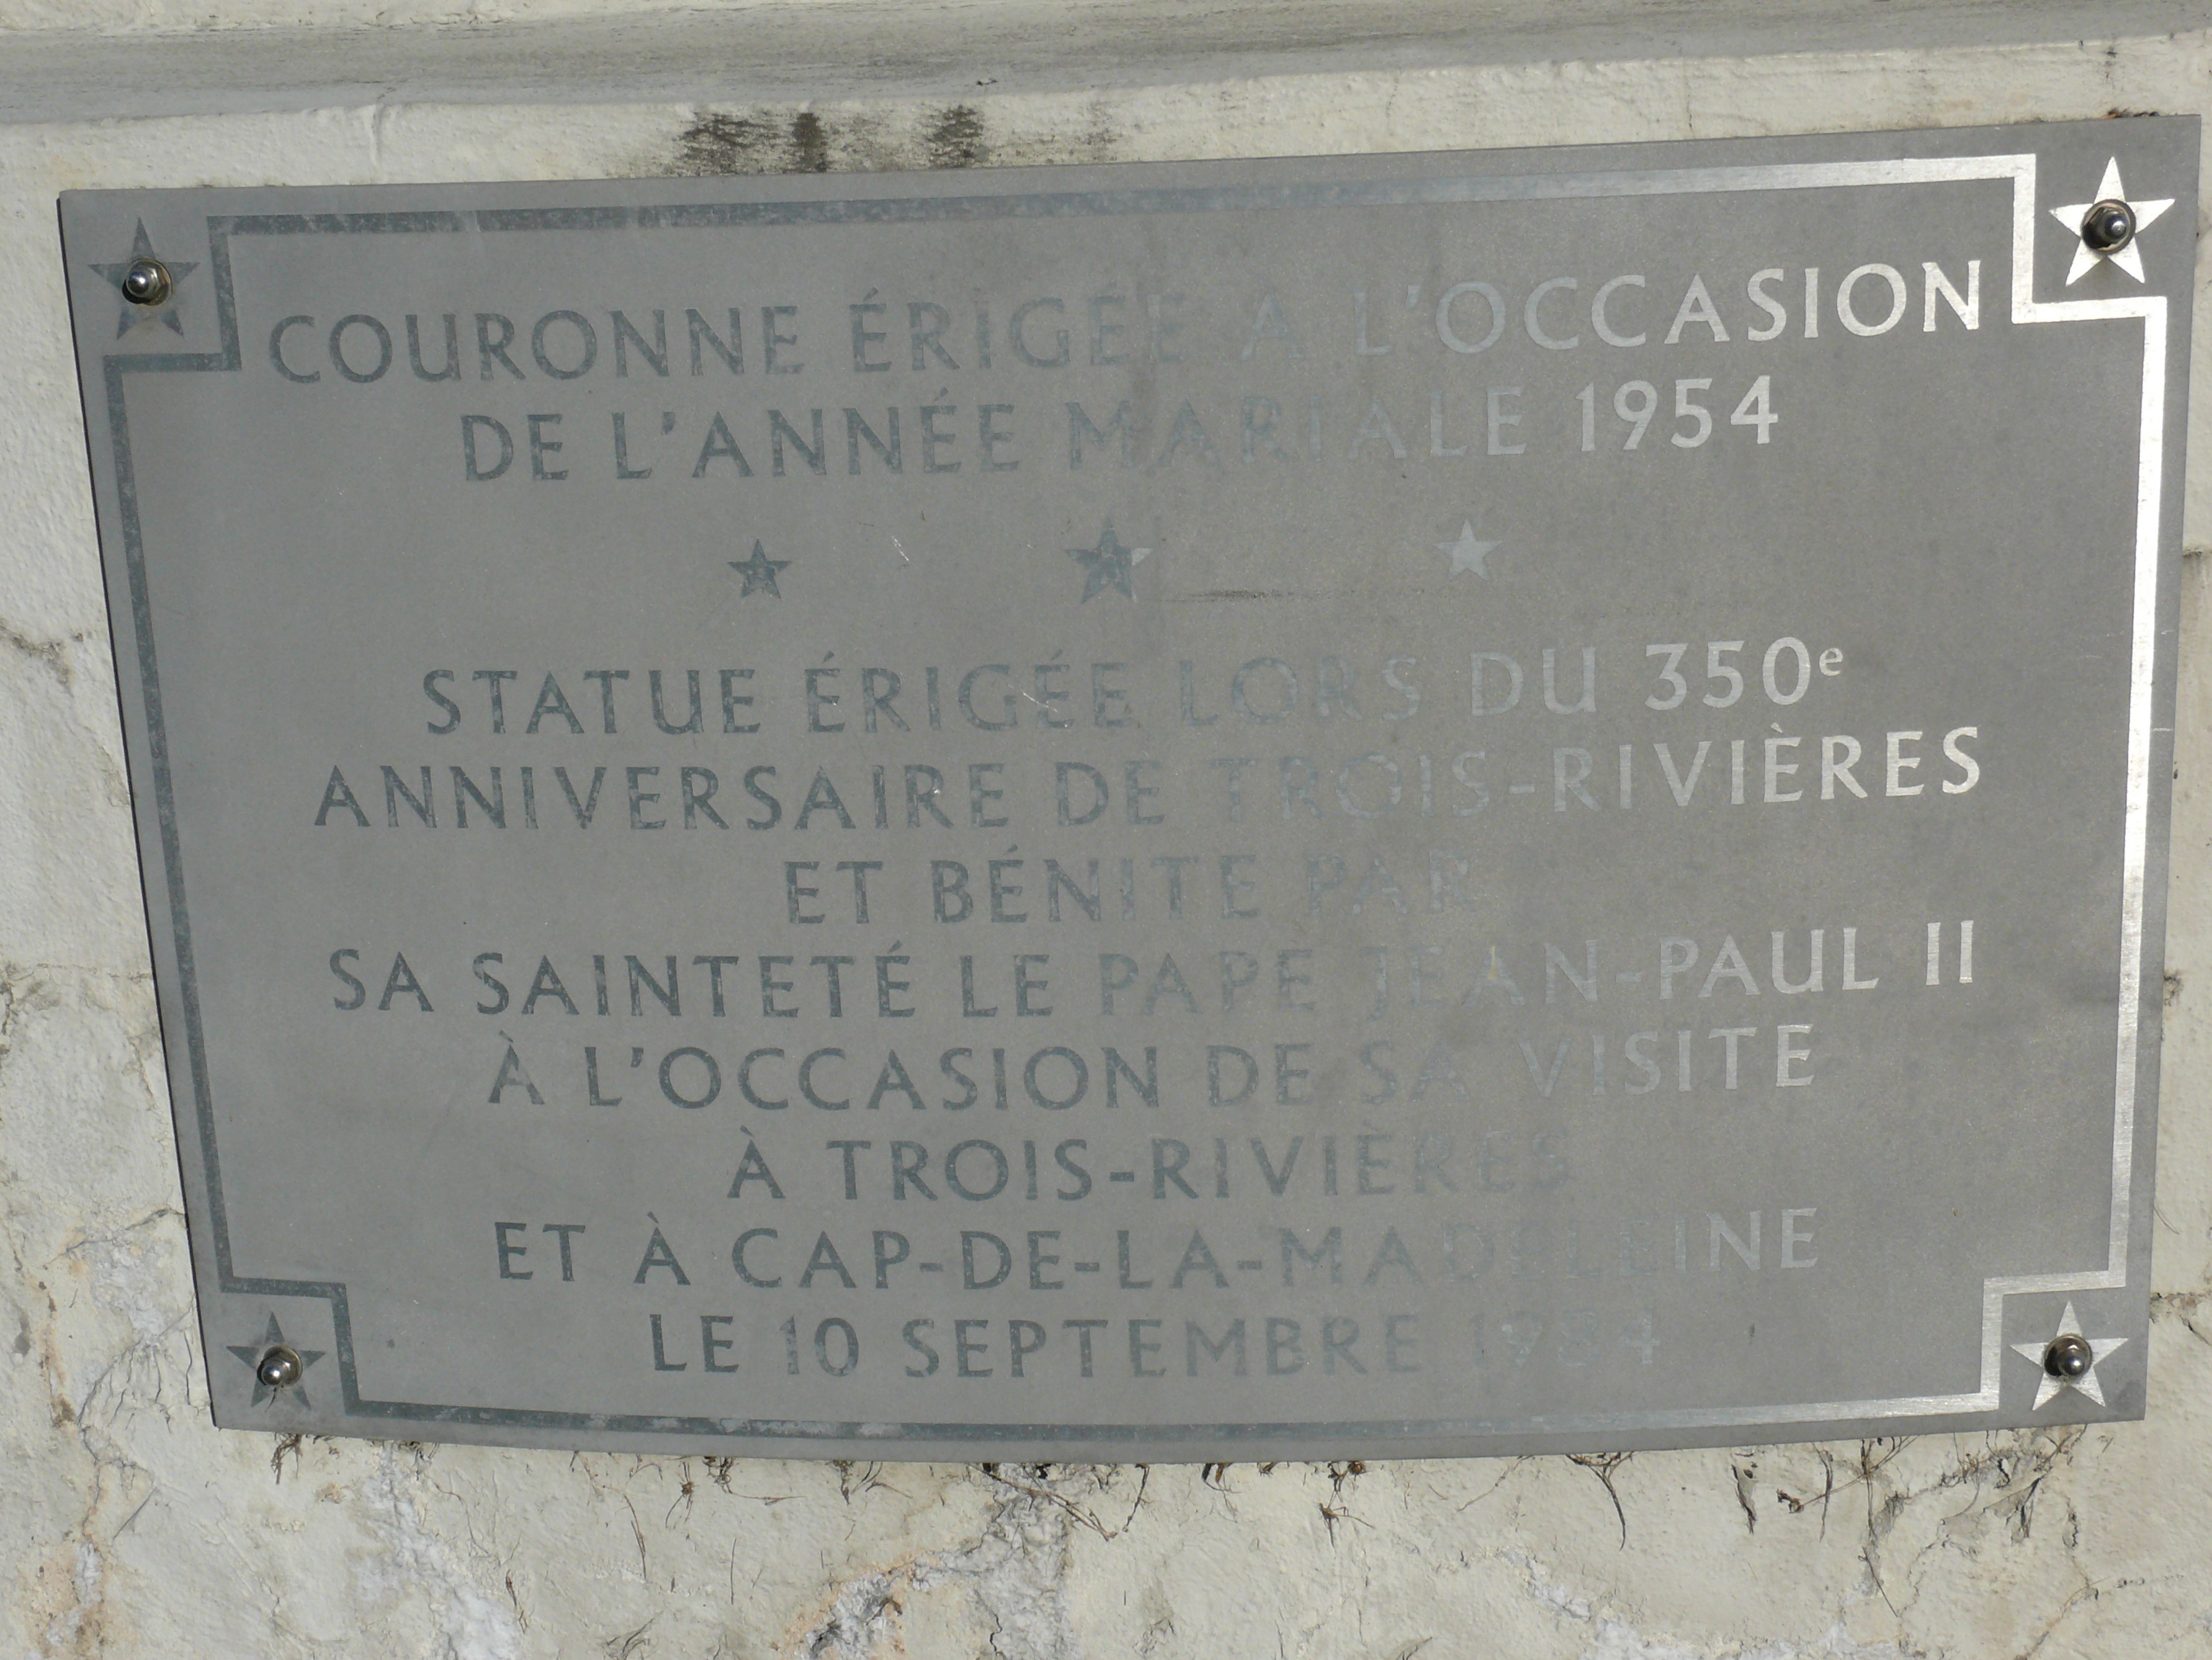 COURONNE ÉRIGÉE À L'OCCASION
DE L'ANNÉE MARIALE 1954
STATUE ÉRIGÉE LORS DU 350e
ANNIVERSAIRE DE TROIS-RIVIÈRES
ET BÉNITE PAR
SA SAINTETÉ LE PAPE JEAN-PAUL II
À L'OCCASION DE SA VISITE
À TROIS-RIVIÈRES
ET À CAP-DE-LA-MADELEINE
LE 10 SEPTEMBRE 1984